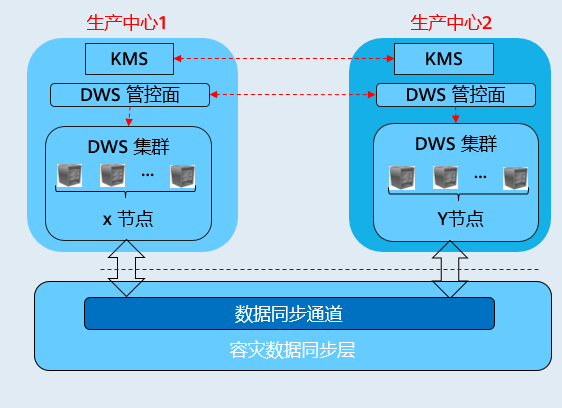 生产中心1
KMS
DWS 管控面
DWS 集群
...
x 节点
生产中心2
KMS
DWS 管控面
DWS 集群
...
Y节点
数据同步通道
容灾数据同步层